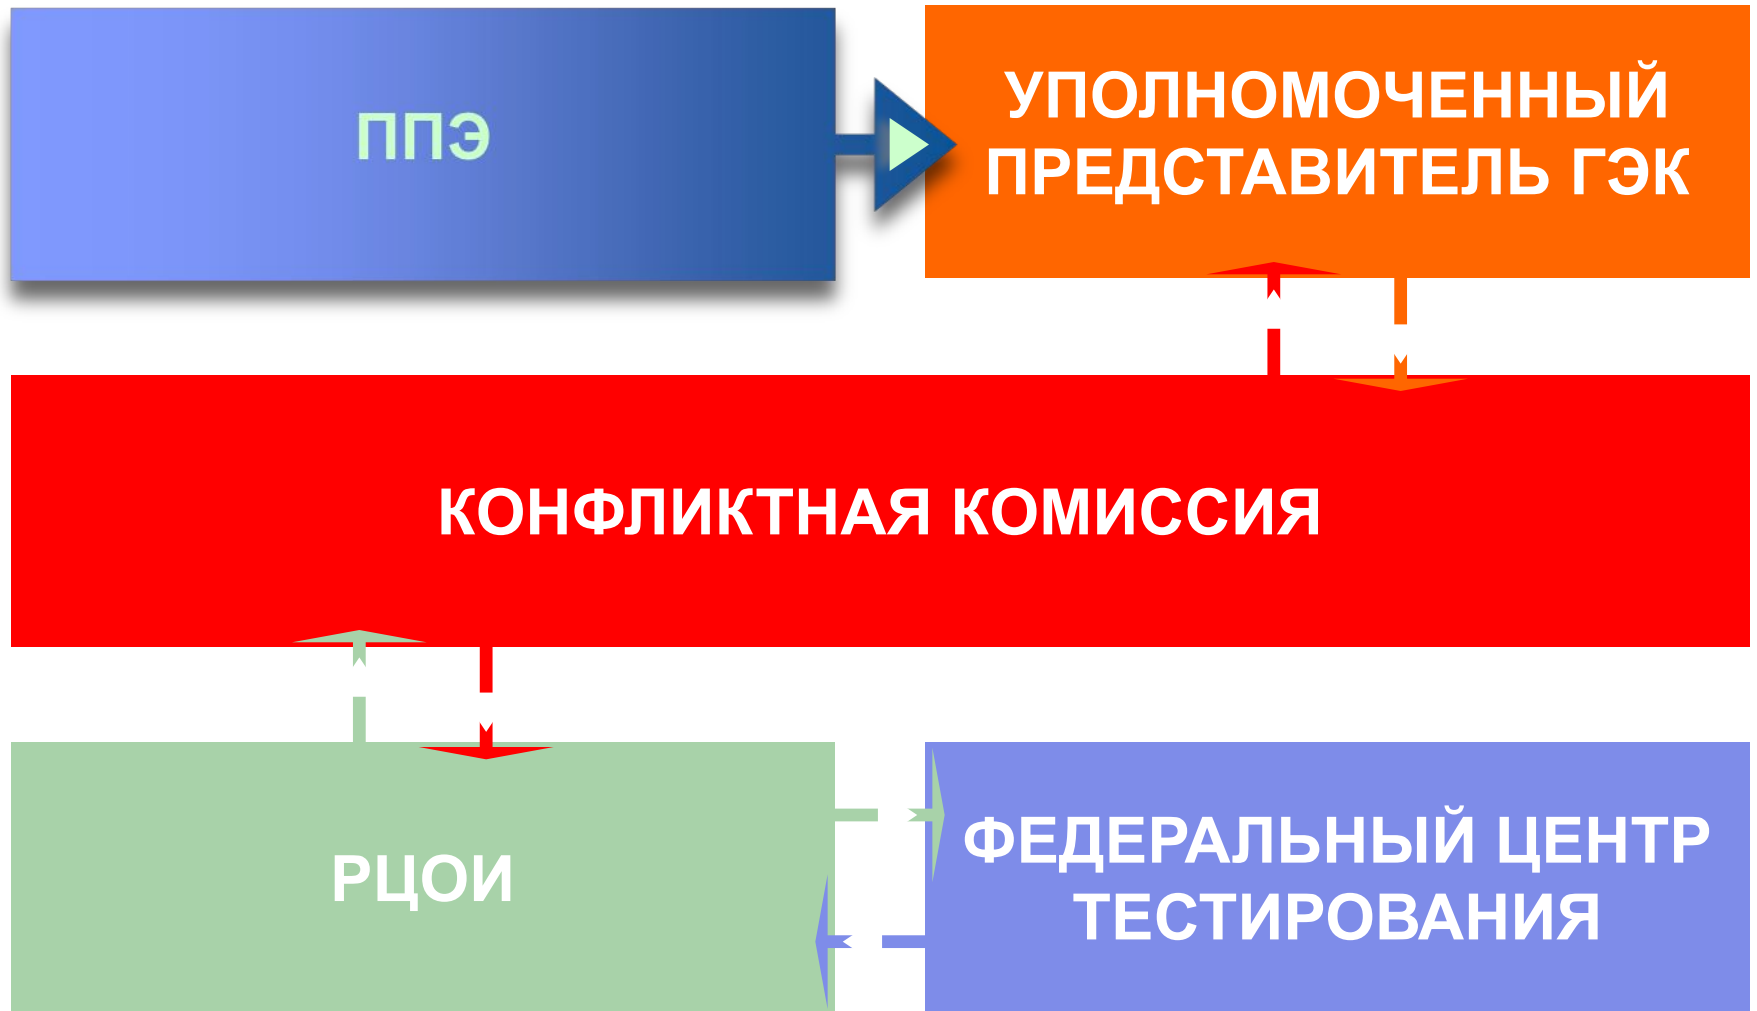 ППЭ
УПОЛНОМОЧЕННЫЙ
ПРЕДСТАВИТЕЛЬ ГЭК
КОНФЛИКТНАЯ КОМИССИЯ
РЦОИ
ФЕДЕРАЛЬНЫЙ ЦЕНТР
ТЕСТИРОВАНИЯ